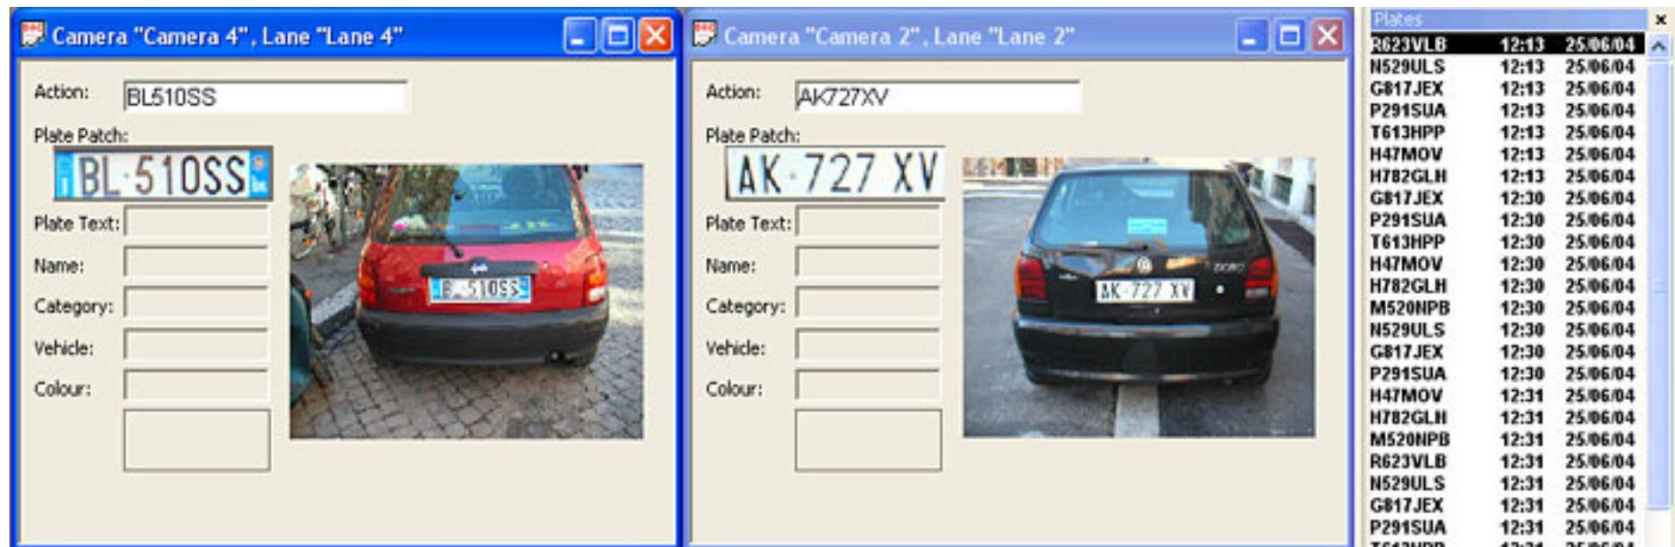 Camera "Camera 4", Lane "Lane 4"
Action: BL510SS
Plate Patch:
I BL·510SS
Plate Text:
Name:
Category:
Vehicle:
Colour:
510SS
Camera "Camera 2", Lane "Lane 2"
Action: AK727XV
Plate Patch:
AK·727 XV
Plate Text:
Name:
Category:
Vehicle:
Colour:
AK·727 XV
Plates
R623VLB 12:13 25/06/04
N529ULS 12:13 25/06/04
G817JEX 12:13 25/06/04
P291SUA 12:13 25/06/04
T613HPP 12:13 25/06/04
H47MOV 12:13 25/06/04
H782GLH 12:13 25/06/04
G817JEX 12:30 25/06/04
P291SUA 12:30 25/06/04
T613HPP 12:30 25/06/04
H47MOV 12:30 25/06/04
H782GLH 12:30 25/06/04
M520NPB 12:30 25/06/04
N529ULS 12:30 25/06/04
G817JEX 12:30 25/06/04
P291SUA 12:30 25/06/04
H47MOV 12:31 25/06/04
H782GLH 12:31 25/06/04
M520NPB 12:31 25/06/04
R623VLB 12:31 25/06/04
N529ULS 12:31 25/06/04
G817JEX 12:31 25/06/04
P291SUA 12:31 25/06/04